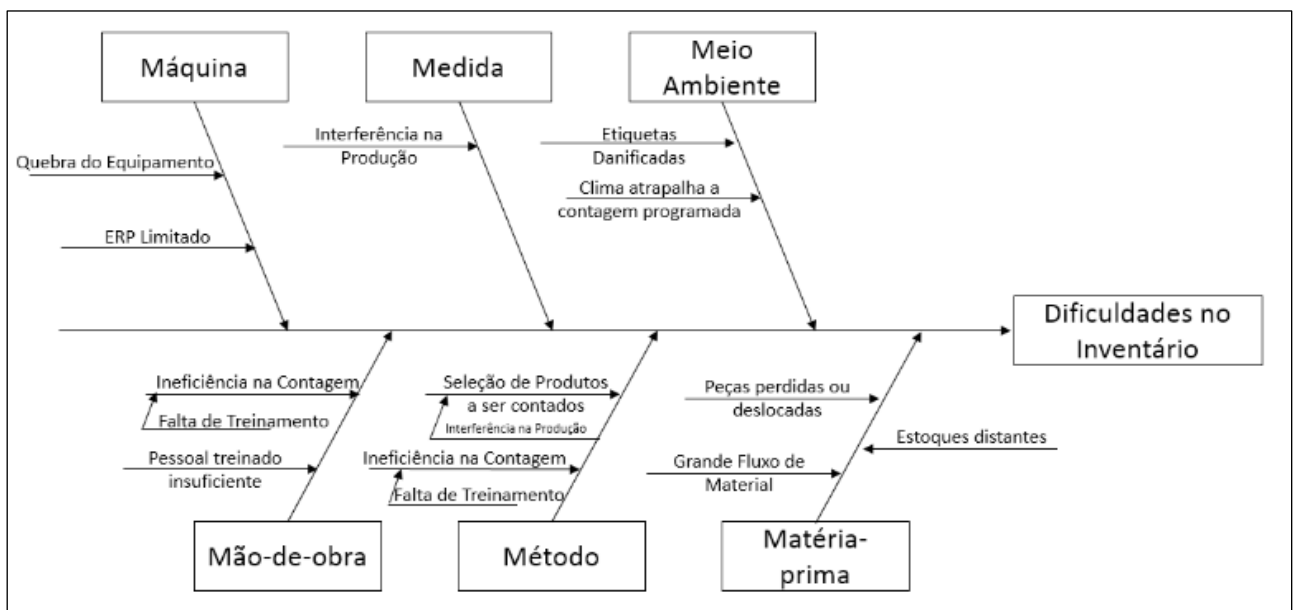 Máquina
Medida
Meio
Ambiente
Interferência na
Produção
Etiquetas
Danificadas
Quebra do Equipamento
Clima atrapalha a
contagem programada
ERP Limitado
Dificuldades no
Inventário
Ineficiência na Contagem
Falta de Treinamento
Pessoal treinado
insuficiente
Seleção de Produtos
a ser contados
Interferência na Produção
Ineficiência na Contagem
Falta de Treinamento
Peças perdidas ou
deslocadas
Estoques distantes
Grande Fluxo de
Material
Mão-de-obra
Método
Matéria-
prima